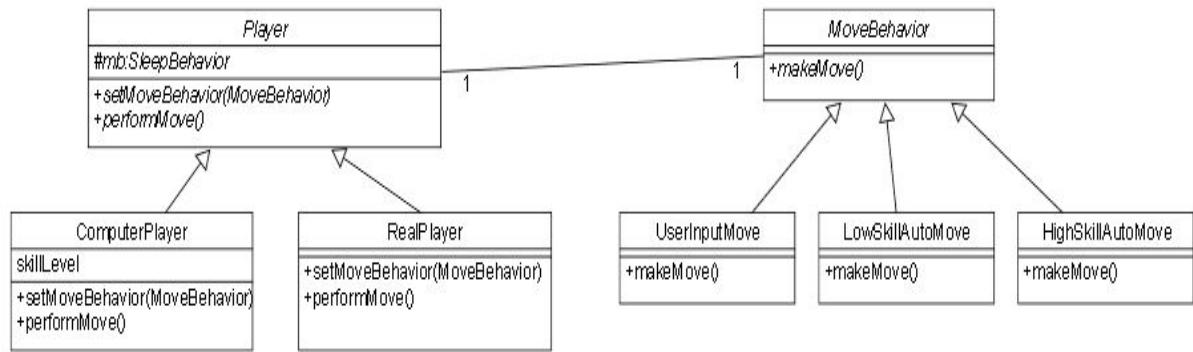 Player
#mb:SleepBehavior
+setMoveBehavior(MoveBehavior)
+performMove()
1
1
MoveBehavior
+makeMove()
ComputerPlayer
skillLevel
+setMoveBehavior(MoveBehavior)
+performMove()
RealPlayer
+setMoveBehavior(MoveBehavior)
+performMove()
UserInputMove
+makeMove()
LowSkillAutoMove
+makeMove()
HighSkillAutoMove
+makeMove()